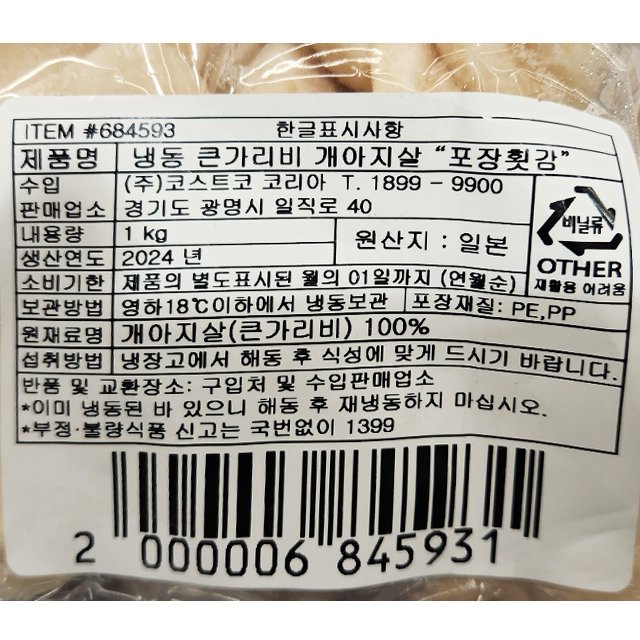 ITEM #684593 한글표시사항
제품명 냉동 큰가리비 개아지살 “포장횟감”
수입 (주)코스트코 코리아 T. 1899 - 9900
판매업소 경기도 광명시 일직로 40
내용량 1 kg 원산지 : 일본
생산연도 2024 년
비닐류
OTHER
재활용 어려움
소비기한 제품의 별도표시된 월의 01일까지 (연월순)
보관방법 영하18℃이하에서 냉동보관 포장재질: PE,PP
원재료명 개아지살(큰가리비) 100%
섭취방법 냉장고에서 해동 후 식성에 맞게 드시기 바랍니다.
반품 및 교환장소: 구입처 및 수입판매업소
*이미 냉동된 바 있으니 해동 후 재냉동하지 마십시오.
*부정·불량식품 신고는 국번없이 1399
2 000006 845931